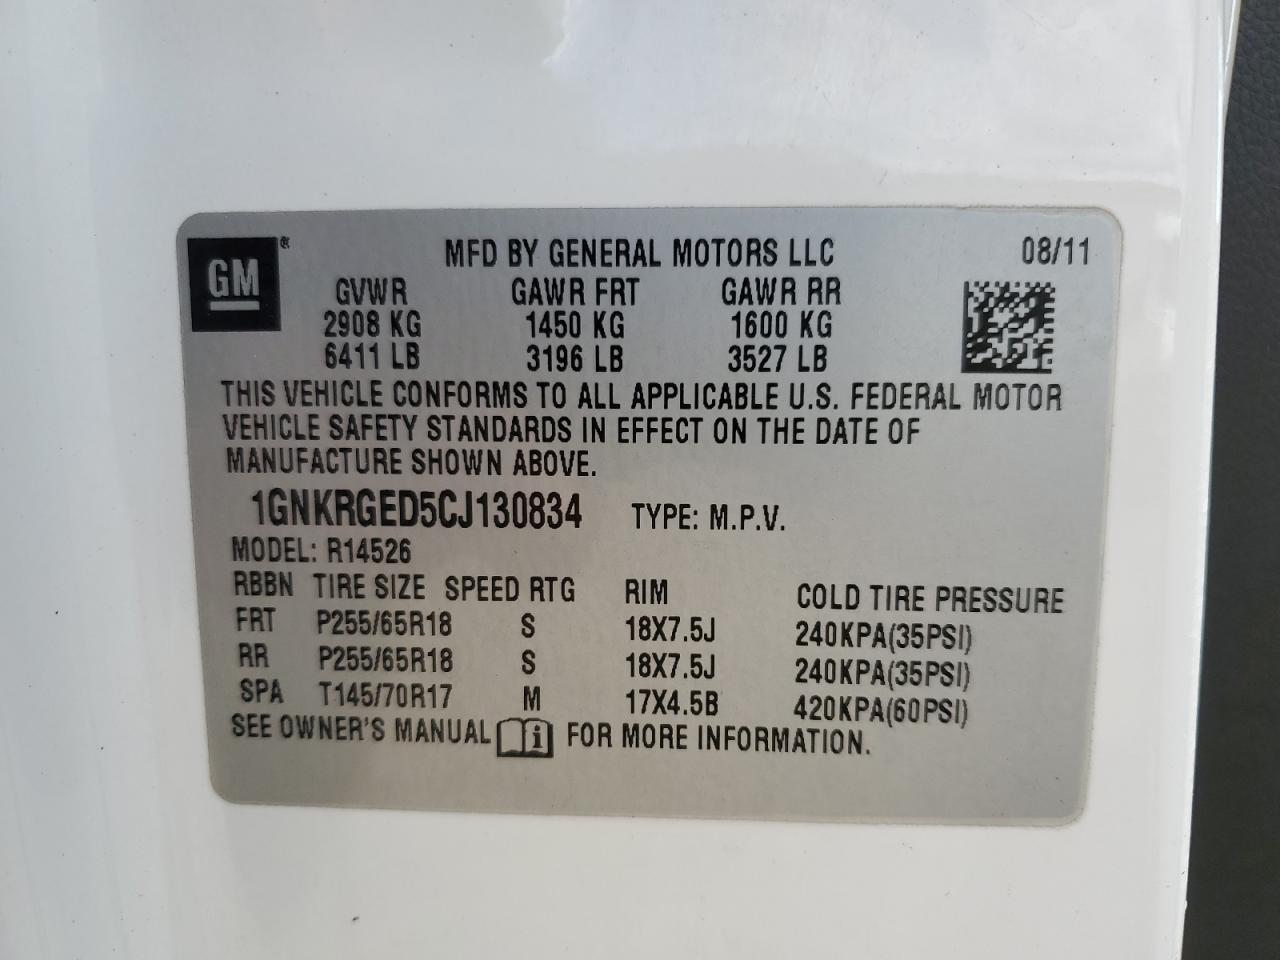 GM ® MFD BY GENERAL MOTORS LLC 08/11
GVWR GAWR FRT GAWR RR
2908 KG 1450 KG 1600 KG
6411 LB 3196 LB 3527 LB
THIS VEHICLE CONFORMS TO ALL APPLICABLE U.S. FEDERAL MOTOR
VEHICLE SAFETY STANDARDS IN EFFECT ON THE DATE OF
MANUFACTURE SHOWN ABOVE.
1GNKRGED5CJ130834 TYPE: M.P.V.
MODEL: R14526
RBBN TIRE SIZE SPEED RTG RIM COLD TIRE PRESSURE
FRT P255/65R18 S 18X7.5J 240KPA(35PSI)
RR P255/65R18 S 18X7.5J 240KPA(35PSI)
SPA T145/70R17 M 17X4.5B 420KPA(60PSI)
SEE OWNER'S MANUAL i FOR MORE INFORMATION.